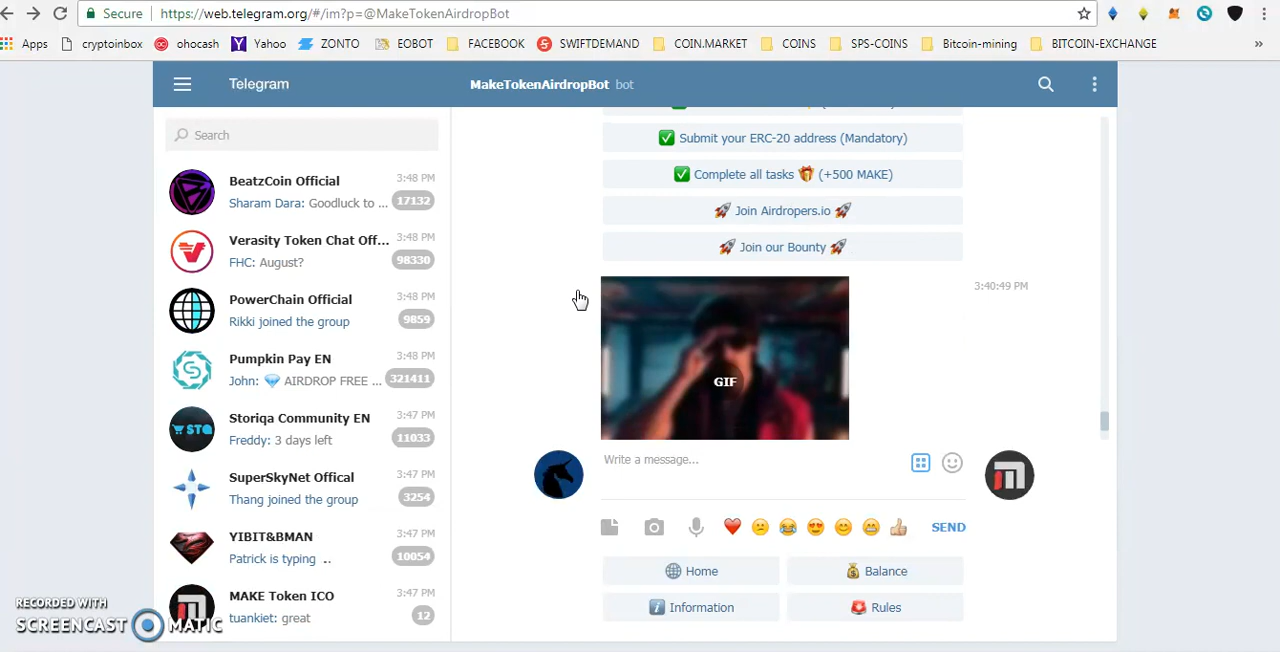 Secure https://web.telegram.org/#/im?p=@MakeTokenAirdropBot
Apps cryptoinbox ohocash Yahoo ZONTO EOBOT FACEBOOK SWIFTDEMAND COIN.MARKET COINS SPS-COINS Bitcoin-mining BITCOIN-EXCHANGE »
Telegram
MakeTokenAirdropBot bot
Search
BeatzCoin Official 3:48 PM
Sharam Dara: Goodluck to ... 17132
Verasity Token Chat Off... 3:48 PM
FHC: August? 98330
PowerChain Official 3:48 PM
Rikki joined the group 9859
Pumpkin Pay EN 3:48 PM
John: 💎 AIRDROP FREE ... 321411
Storiqa Community EN 3:47 PM
Freddy: 3 days left 11033
SuperSkyNet Offical 3:47 PM
Thang joined the group 3254
YIBIT&BMAN 3:47 PM
Patrick is typing .. 10054
MAKE Token ICO 3:47 PM
tuankiet: great 12
✅ Submit your ERC-20 address (Mandatory)
✅ Complete all tasks 🎁 (+500 MAKE)
🚀 Join Airdropers.io 🚀
🚀 Join our Bounty 🚀
3:40:49 PM
GIF
Write a message...
SEND
Home
Balance
Information
Rules
STQ
RECORDED WITH
SCREENCAST MATIC